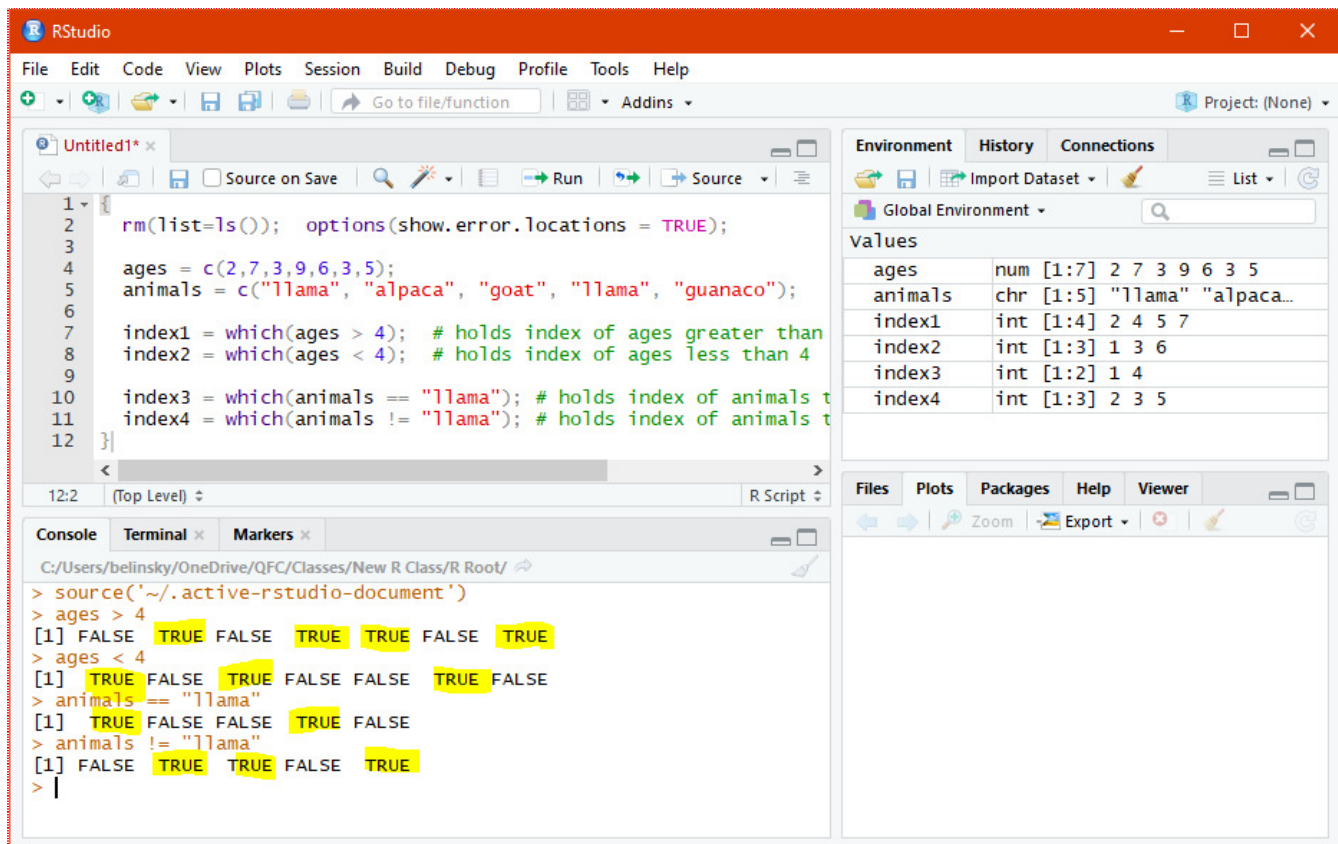 RStudio
File Edit Code View Plots Session Build Debug Profile Tools Help
Go to file/function Addins Project: (None)
Untitled1*
Source on Save Run Source
1 {
2 rm(list=ls()); options(show.error.locations = TRUE);
3
4 ages = c(2,7,3,9,6,3,5);
5 animals = c("llama", "alpaca", "goat", "llama", "guanaco");
6
7 index1 = which(ages > 4); # holds index of ages greater than
8 index2 = which(ages < 4); # holds index of ages less than 4
9
10 index3 = which(animals == "llama"); # holds index of animals t
11 index4 = which(animals != "llama"); # holds index of animals t
12 }
12:2 (Top Level) R Script
Console Terminal Markers
C:/Users/belinsky/OneDrive/QFC/Classes/New R Class/R Root/
> source('~/.active-rstudio-document')
> ages > 4
[1] FALSE TRUE FALSE TRUE TRUE FALSE TRUE
> ages < 4
[1] TRUE FALSE TRUE FALSE FALSE TRUE FALSE
> animals == "llama"
[1] TRUE FALSE FALSE TRUE FALSE
> animals != "llama"
[1] FALSE TRUE TRUE FALSE TRUE
>
Environment History Connections
Import Dataset List
Global Environment
Values
ages num [1:7] 2 7 3 9 6 3 5
animals chr [1:5] "llama" "alpaca…
index1 int [1:4] 2 4 5 7
index2 int [1:3] 1 3 6
index3 int [1:2] 1 4
index4 int [1:3] 2 3 5
Files Plots Packages Help Viewer
Zoom Export